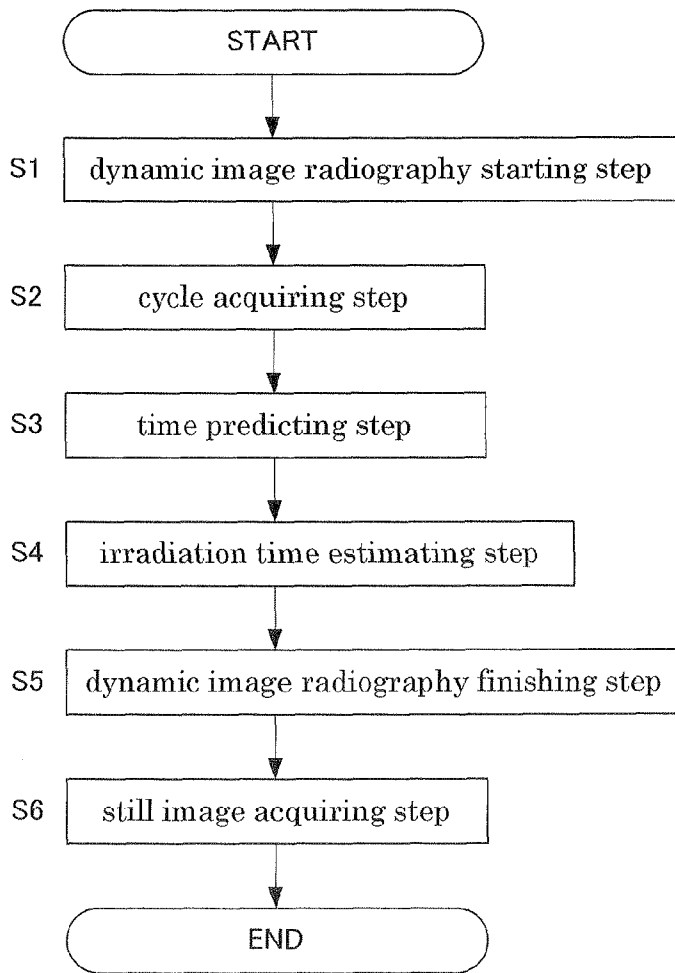 START
S1 dynamic image radiography starting step
S2 cycle acquiring step
S3 time predicting step
S4 irradiation time estimating step
S5 dynamic image radiography finishing step
S6 still image acquiring step
END